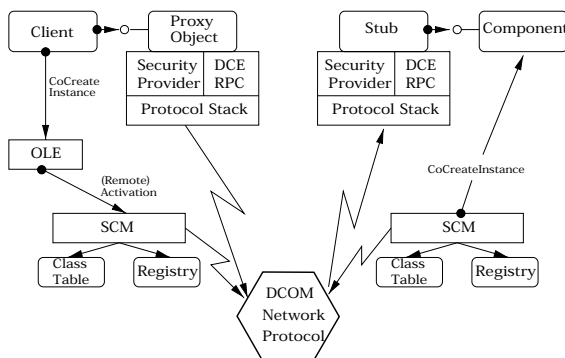 Client
Proxy
Object
Stub
Component
Security
Provider
DCE
RPC
Protocol Stack
Security
Provider
DCE
RPC
Protocol Stack
CoCreate
Instance
OLE
(Remote)
Activation
CoCreateInstance
SCM
Class
Table
Registry
SCM
Class
Table
Registry
DCOM
Network
Protocol